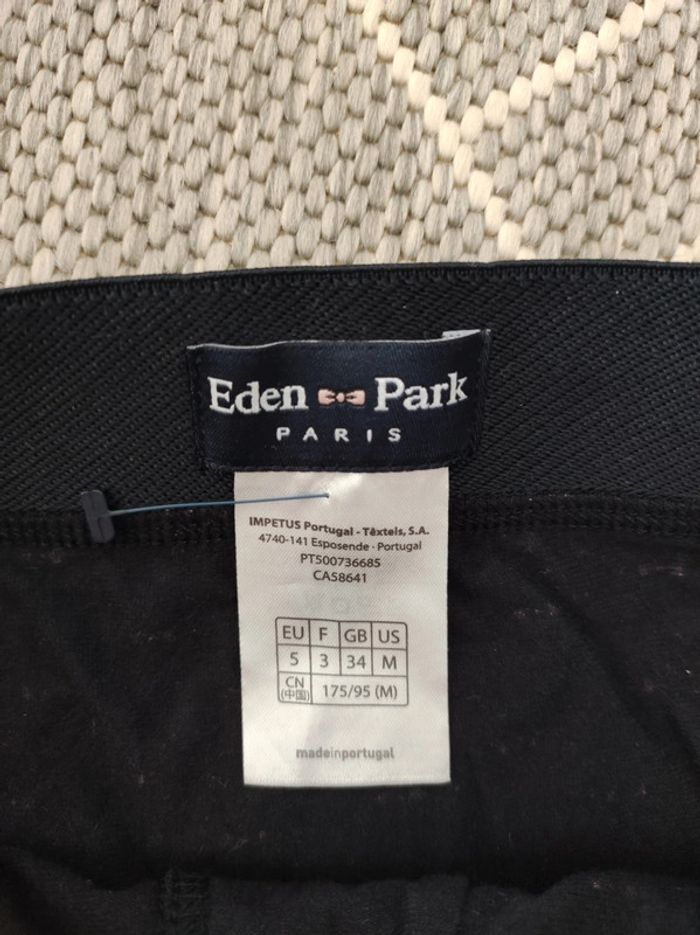 Eden Park
PARIS
IMPETUS Portugal - Têxteis, S.A.
4740-141 Esposende - Portugal
PT500736685
CA58641
EU F GB US
5 3 34 M
CN
(中国) 175/95 (M)
madeinportugal